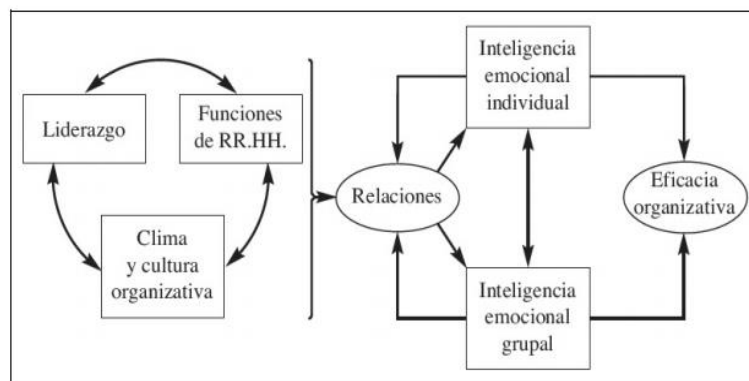 Liderazgo
Funciones
de RR.HH.
Clima
y cultura
organizativa
Relaciones
Inteligencia
emocional
individual
Inteligencia
emocional
grupal
Eficacia
organizativa